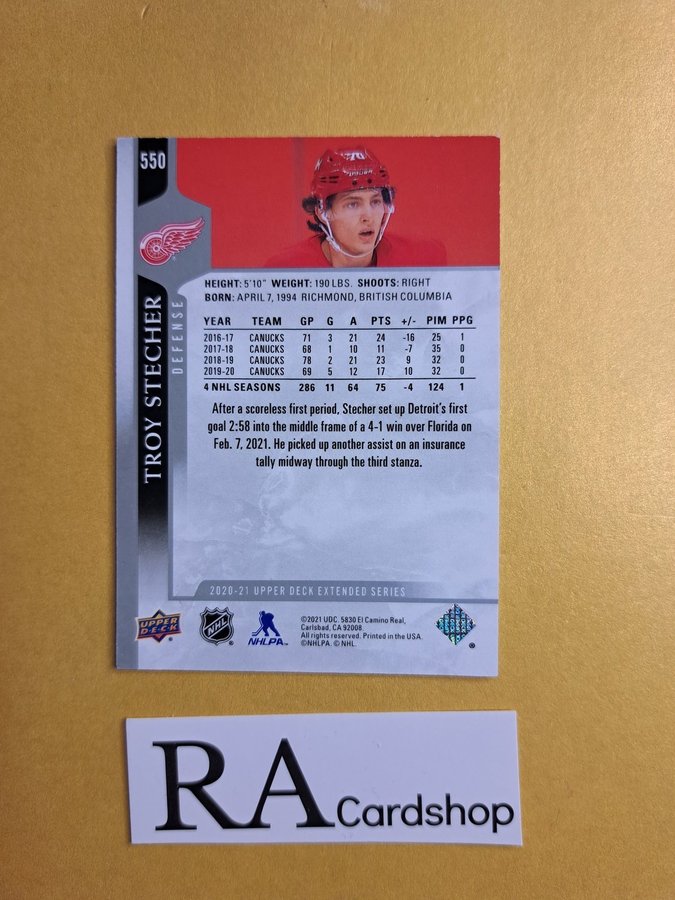 550
TROY STECHER
DEFENSE
HEIGHT: 5'10" WEIGHT: 190 LBS. SHOOTS: RIGHT
BORN: APRIL 7, 1994 RICHMOND, BRITISH COLUMBIA
YEAR TEAM GP G A PTS +/- PIM PPG
2016-17 CANUCKS 71 3 21 24 -16 25 1
2017-18 CANUCKS 68 1 10 11 -7 35 0
2018-19 CANUCKS 78 2 21 23 9 32 0
2019-20 CANUCKS 69 5 12 17 10 32 0
4 NHL SEASONS 286 11 64 75 -4 124 1
After a scoreless first period, Stecher set up Detroit's first
goal 2:58 into the middle frame of a 4-1 win over Florida on
Feb. 7, 2021. He picked up another assist on an insurance
tally midway through the third stanza.
2020-21 UPPER DECK EXTENDED SERIES
UPPER
DECK
NHL
NHLPA
©2021 UDC. 5830 El Camino Real,
Carlsbad, CA 92008.
All rights reserved. Printed in the USA.
©NHLPA. © NHL.
RA Cardshop